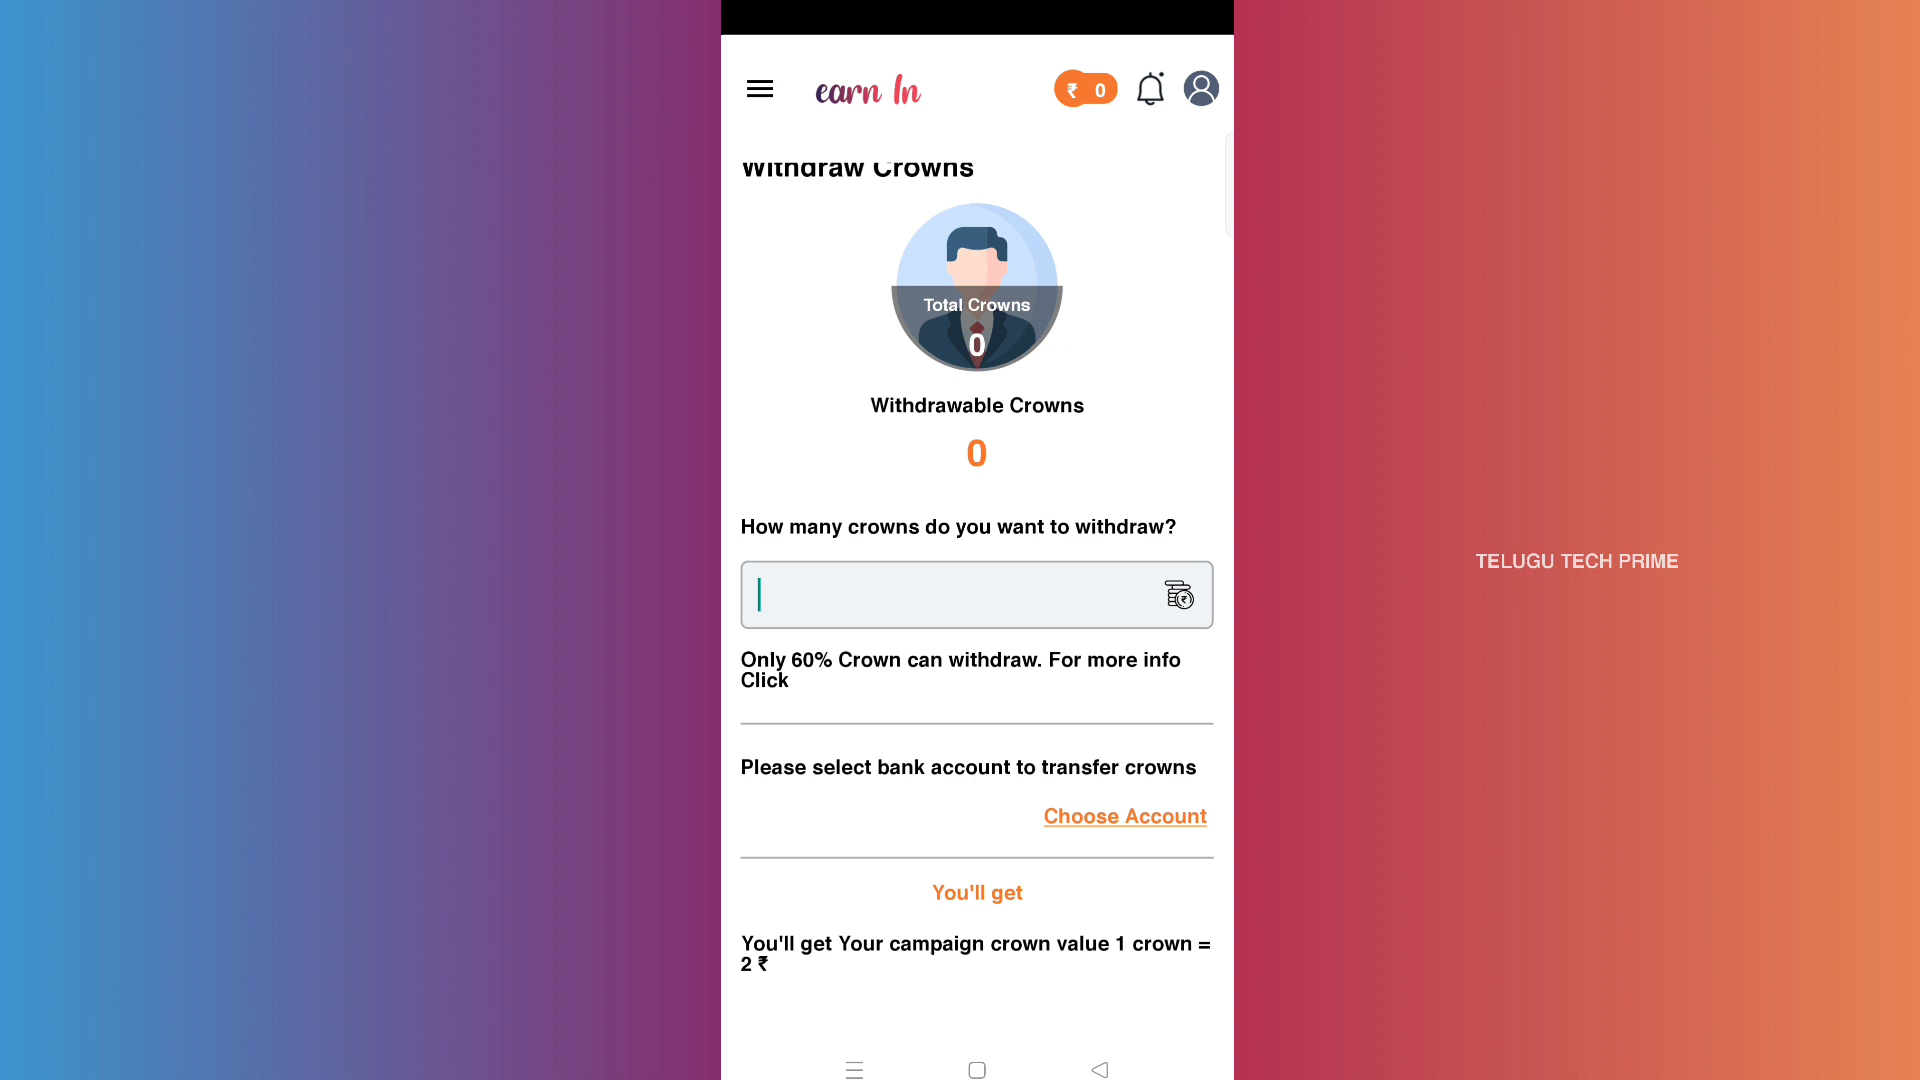 earn In
₹ 0
Withdraw Crowns
Total Crowns
0
Withdrawable Crowns
0
How many crowns do you want to withdraw?
₹
Only 60% Crown can withdraw. For more info
Click
Please select bank account to transfer crowns
Choose Account
You'll get
You'll get Your campaign crown value 1 crown =
2 ₹
TELUGU TECH PRIME